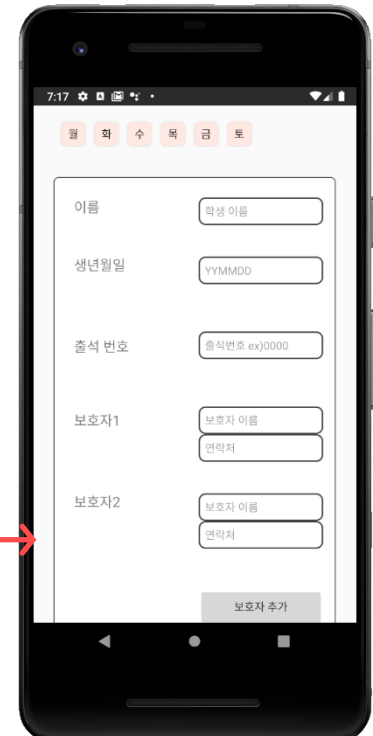 7:17
월 화 수 목 금 토
이름
학생 이름
생년월일
YYMMDD
출석 번호
출석번호 ex)0000
보호자1
보호자 이름
연락처
보호자2
보호자 이름
연락처
보호자 추가